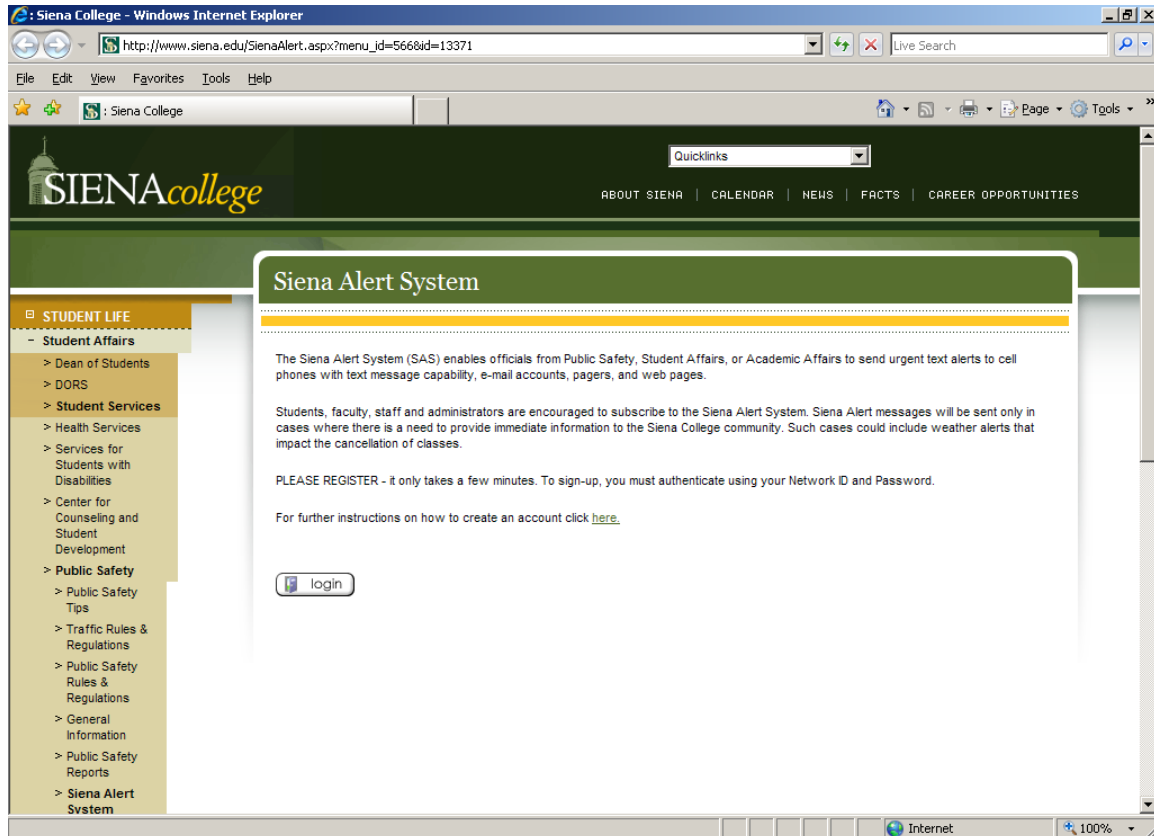 : Siena College - Windows Internet Explorer
http://www.siena.edu/SienaAlert.aspx?menu_id=566&id=13371
Live Search
File Edit View Favorites Tools Help
: Siena College
Page
Tools
»
SIENAcollege
Quicklinks
ABOUT SIENA | CALENDAR | NEWS | FACTS | CAREER OPPORTUNITIES
Siena Alert System
STUDENT LIFE
- Student Affairs
> Dean of Students
> DORS
> Student Services
> Health Services
> Services for
Students with
Disabilities
> Center for
Counseling and
Student
Development
> Public Safety
> Public Safety
Tips
> Traffic Rules &
Regulations
> Public Safety
Rules &
Regulations
> General
Information
> Public Safety
Reports
> Siena Alert
System
The Siena Alert System (SAS) enables officials from Public Safety, Student Affairs, or Academic Affairs to send urgent text alerts to cell
phones with text message capability, e-mail accounts, pagers, and web pages.
Students, faculty, staff and administrators are encouraged to subscribe to the Siena Alert System. Siena Alert messages will be sent only in
cases where there is a need to provide immediate information to the Siena College community. Such cases could include weather alerts that
impact the cancellation of classes.
PLEASE REGISTER - it only takes a few minutes. To sign-up, you must authenticate using your Network ID and Password.
For further instructions on how to create an account click here.
login
Internet
100%